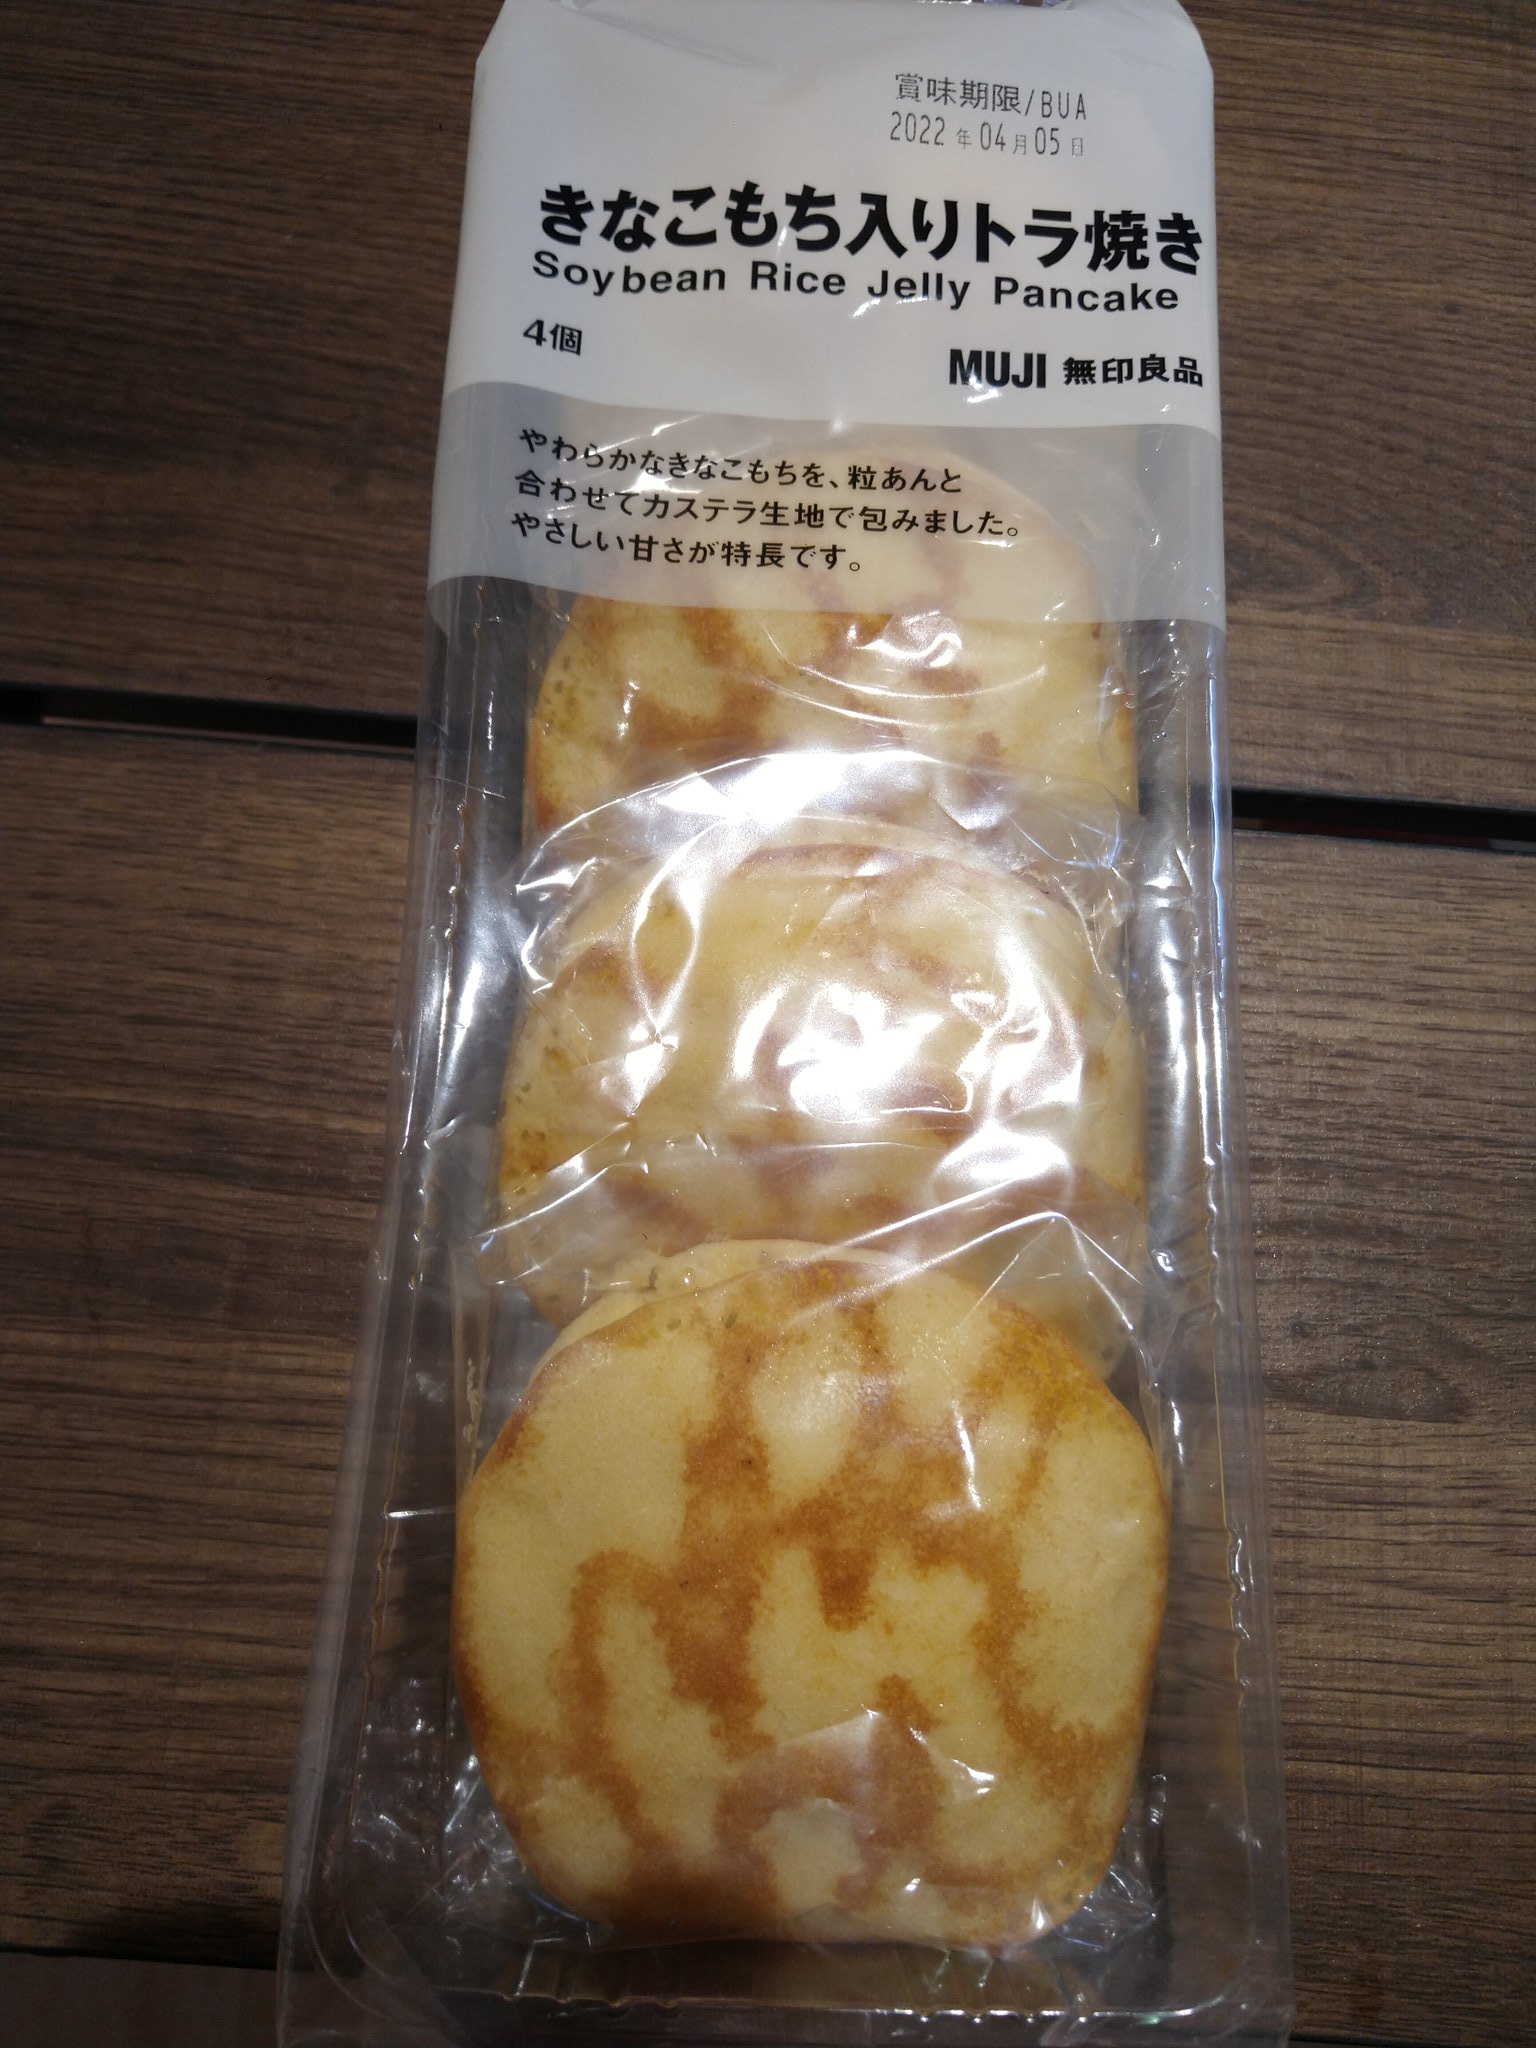 賞味期限/BUA
2022年04月05日
きなこもち入りトラ焼き
Soybean Rice Jelly Pancake
4個
MUJI 無印良品
やわらかなきなこもちを、粒あんと
合わせてカステラ生地で包みました。
やさしい甘さが特長です。